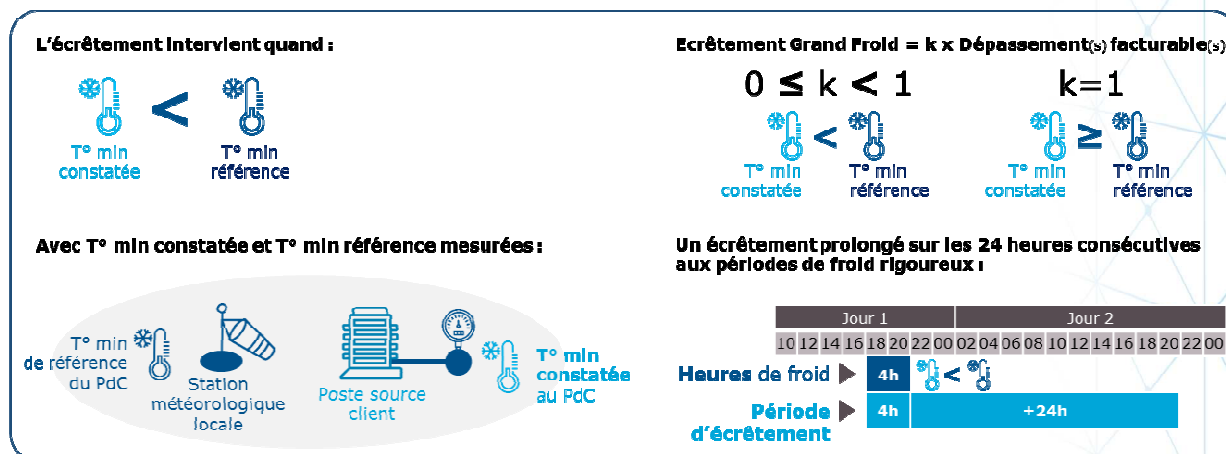 L'écrêtement intervient quand :
<
T° min
constatée
T° min
référence
Ecrêtement Grand Froid = k x Dépassement(s) facturable(s)
0 ≤ k < 1
k=1
<
T° min
constatée
T° min
référence
≥
T° min
constatée
T° min
référence
Avec T° min constatée et T° min référence mesurées :
T° min
de référence
du PdC
Station
météorologique
locale
Poste source
client
T° min
constatée
au PdC
Un écrêtement prolongé sur les 24 heures consécutives
aux périodes de froid rigoureux :
Jour 1 Jour 2
10 12 14 16 18 20 22 00 02 04 06 08 10 12 14 16 18 20 22 00
Heures de froid 4h <
Période
d'écrêtement
4h +24h